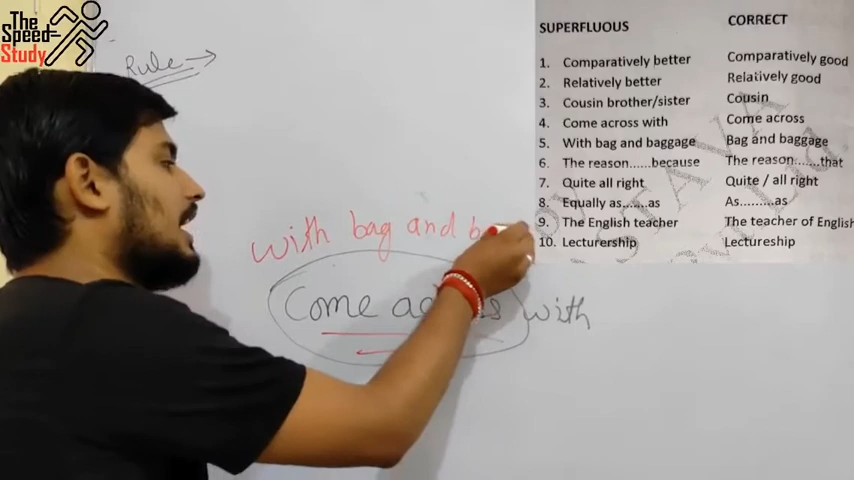 The
Speed-
Study
Rule
with bag and
Come with
SUPERFLUOUS CORRECT
1. Comparatively better Comparatively good
2. Relatively better Relatively good
3. Cousin brother/sister Cousin
4. Come across with Come across
5. With bag and baggage Bag and baggage
6. The reason......because The reason.......that
7. Quite all right Quite / all right
8. Equally as.......as As.........as
9. The English teacher The teacher of English
10. Lecturership Lectureship